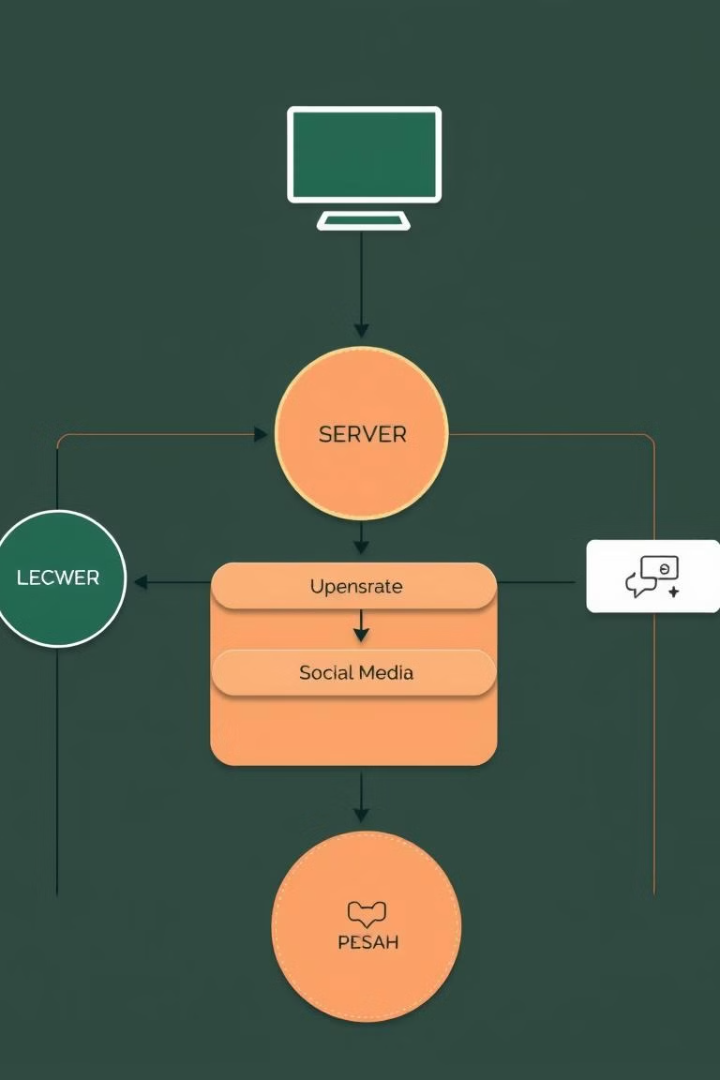 SERVER
LECWER
Upensrate
Social Media
PESAH